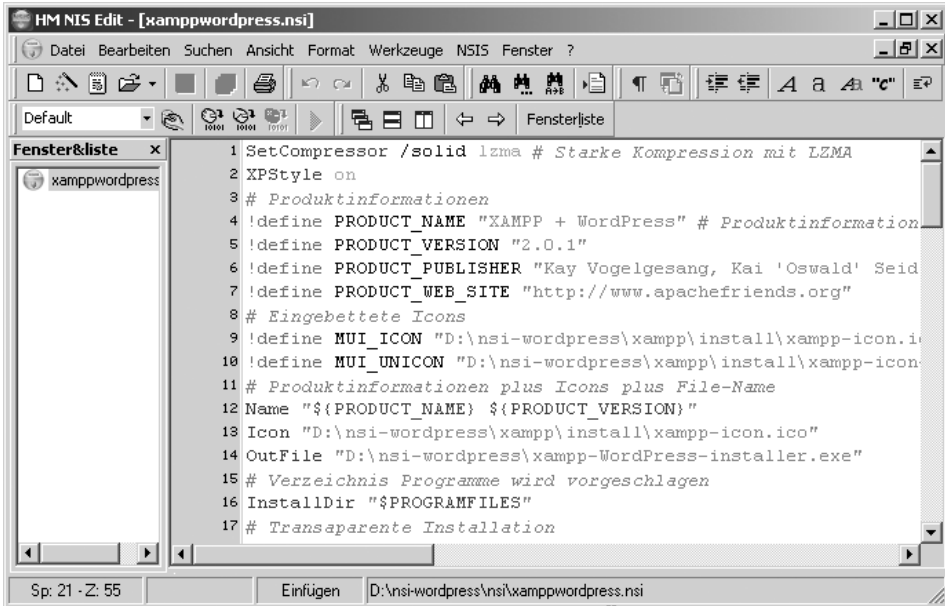 HM NIS Edit - [xamppwordpress.nsi]
Datei Bearbeiten Suchen Ansicht Format Werkzeuge NSIS Fenster ?
Default Fensterliste
Fenster&liste x
xamppwordpress
1 SetCompressor /solid lzma # Starke Kompression mit LZMA
2 XPStyle on
3 # Produktinformationen
4 !define PRODUCT_NAME "XAMPP + WordPress" # Produktinformation
5 !define PRODUCT_VERSION "2.0.1"
6 !define PRODUCT_PUBLISHER "Kay Vogelgesang, Kai 'Oswald' Seid
7 !define PRODUCT_WEB_SITE "http://www.apachefriends.org"
8 # Eingebettete Icons
9 !define MUI_ICON "D:\nsi-wordpress\xampp\install\xampp-icon.i
10 !define MUI_UNICON "D:\nsi-wordpress\xampp\install\xampp-icon-
11 # Produktinformationen plus Icons plus File-Name
12 Name "${PRODUCT_NAME} ${PRODUCT_VERSION}"
13 Icon "D:\nsi-wordpress\xampp\install\xampp-icon.ico"
14 OutFile "D:\nsi-wordpress\xampp-WordPress-installer.exe"
15 # Verzeichnis Programme wird vorgeschlagen
16 InstallDir "$PROGRAMFILES"
17 # Transaparente Installation
Sp: 21 - Z: 55 Einfügen D:\nsi-wordpress\nsi\xamppwordpress.nsi